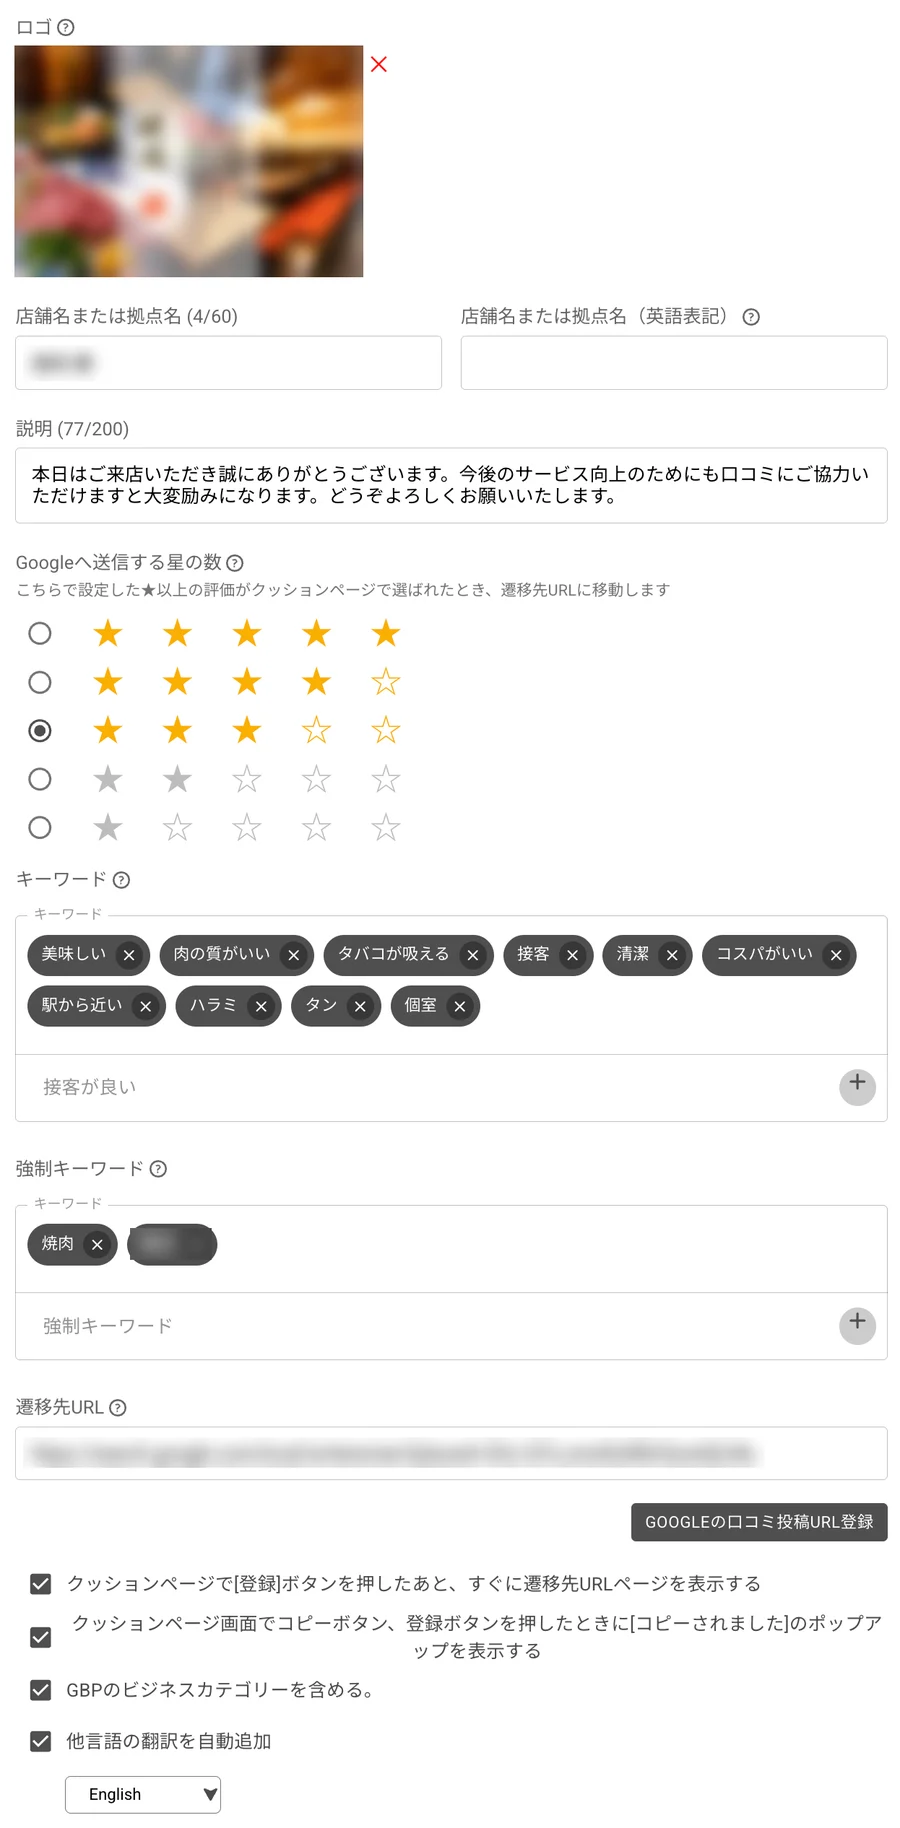 ロゴ ?
店舗名または拠点名 (4/60)
店舗名または拠点名（英語表記） ?
説明 (77/200)
本日はご来店いただき誠にありがとうございます。今後のサービス向上のためにも口コミにご協力い
ただけますと大変励みになります。どうぞよろしくお願いいたします。
Googleへ送信する星の数 ?
こちらで設定した★以上の評価がクッションページで選ばれたとき、遷移先URLに移動します
キーワード ?
キーワード
美味しい 肉の質がいい タバコが吸える 接客 清潔 コスパがいい
駅から近い ハラミ タン 個室
接客が良い
強制キーワード ?
キーワード
焼肉
強制キーワード
遷移先URL ?
GOOGLEの口コミ投稿URL登録
クッションページで[登録]ボタンを押したあと、すぐに遷移先URLページを表示する
クッションページ画面でコピーボタン、登録ボタンを押したときに[コピーされました]のポップア
ップを表示する
GBPのビジネスカテゴリーを含める。
他言語の翻訳を自動追加
English